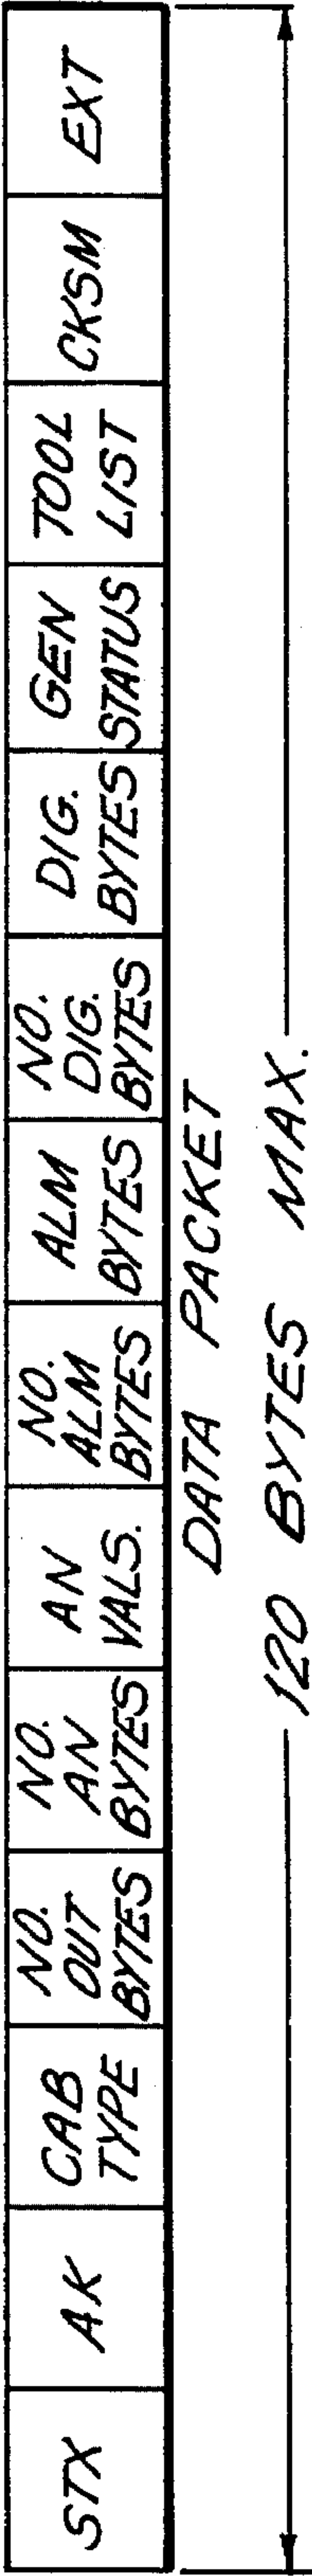 STX
AK
CAB
TYPE
NO.
OUT
BYTES
NO.
AN
BYTES
AN
VALS.
NO.
ALM
BYTES
ALM
BYTES
NO.
DIG.
BYTES
DIG.
BYTES
GEN
STATUS
TOOL
LIST
CKSM
EXT
DATA PACKET
120 BYTES MAX.